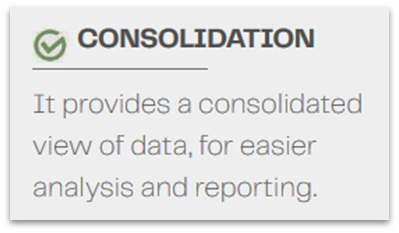 CONSOLIDATION
It provides a consolidated
view of data, for easier
analysis and reporting.